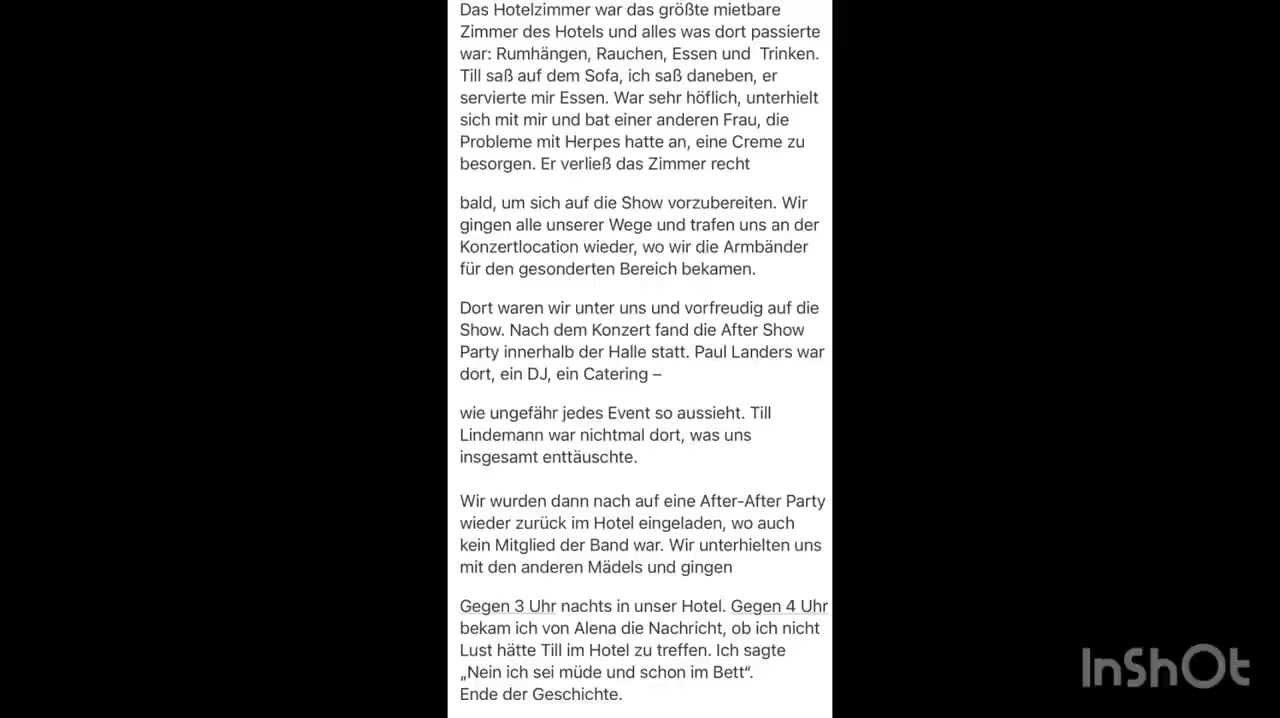 Das Hotelzimmer war das größte mietbare
Zimmer des Hotels und alles was dort passierte
war: Rumhängen, Rauchen, Essen und Trinken.
Till saß auf dem Sofa, ich saß daneben, er
servierte mir Essen. War sehr höflich, unterhielt
sich mit mir und bat einer anderen Frau, die
Probleme mit Herpes hatte an, eine Creme zu
besorgen. Er verließ das Zimmer recht
bald, um sich auf die Show vorzubereiten. Wir
gingen alle unserer Wege und trafen uns an der
Konzertlocation wieder, wo wir die Armbänder
für den gesonderten Bereich bekamen.
Dort waren wir unter uns und vorfreudig auf die
Show. Nach dem Konzert fand die After Show
Party innerhalb der Halle statt. Paul Landers war
dort, ein DJ, ein Catering –
wie ungefähr jedes Event so aussieht. Till
Lindemann war nichtmal dort, was uns
insgesamt enttäuschte.
Wir wurden dann nach auf eine After-After Party
wieder zurück im Hotel eingeladen, wo auch
kein Mitglied der Band war. Wir unterhielten uns
mit den anderen Mädels und gingen
Gegen 3 Uhr nachts in unser Hotel. Gegen 4 Uhr
bekam ich von Alena die Nachricht, ob ich nicht
Lust hätte Till im Hotel zu treffen. Ich sagte
„Nein ich sei müde und schon im Bett“.
Ende der Geschichte.
InShOt